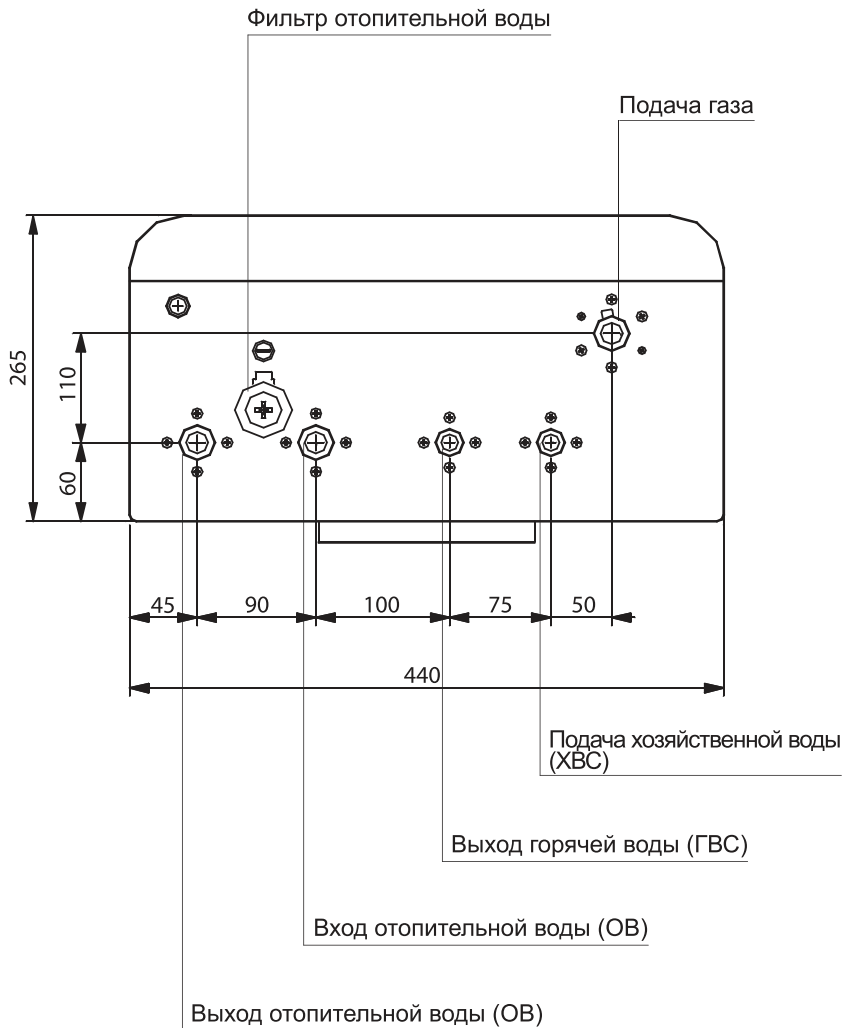 Фильтр отопительной воды
Подача газа
265
110
60
45
90
100
75
50
440
Подача хозяйственной воды
(ХВС)
Выход горячей воды (ГВС)
Вход отопительной воды (ОВ)
Выход отопительной воды (ОВ)